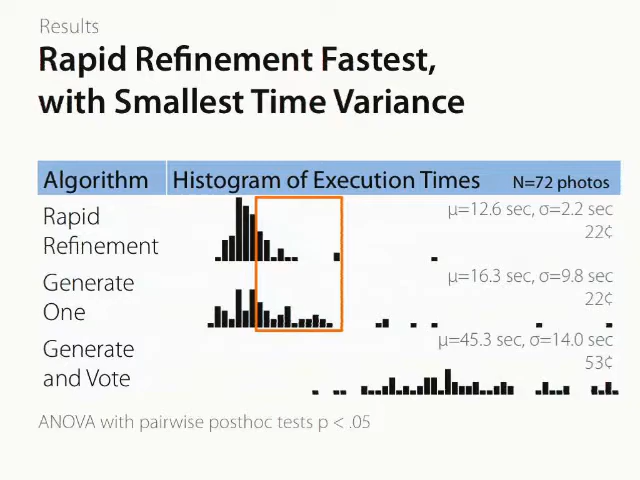 Results
Rapid Refinement Fastest,
with Smallest Time Variance
Algorithm Histogram of Execution Times N=72 photos
Rapid
Refinement
μ=12.6 sec, σ=2.2 sec
22¢
Generate
One
μ=16.3 sec, σ=9.8 sec
22¢
Generate
and Vote
μ=45.3 sec, σ=14.0 sec
53¢
ANOVA with pairwise posthoc tests p < .05